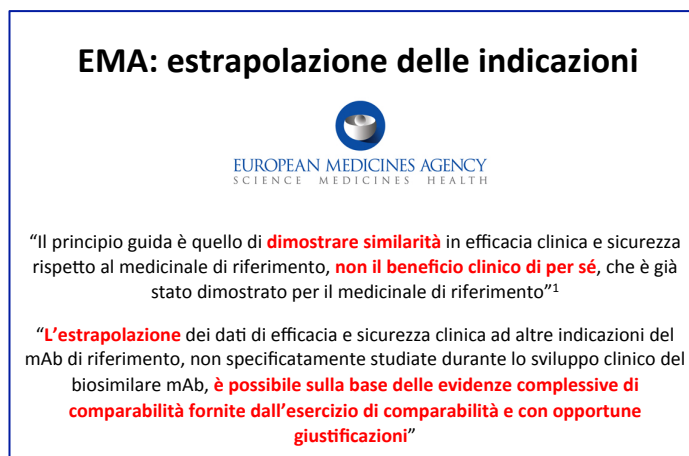 EMA: estrapolazione delle indicazioni
EUROPEAN MEDICINES AGENCY
SCIENCE MEDICINES HEALTH
“Il principio guida è quello di dimostrare similarità in efficacia clinica e sicurezza
rispetto al medicinale di riferimento, non il beneficio clinico di per sé, che è già
stato dimostrato per il medicinale di riferimento”1
“L’estrapolazione dei dati di efficacia e sicurezza clinica ad altre indicazioni del
mAb di riferimento, non specificatamente studiate durante lo sviluppo clinico del
biosimilare mAb, è possibile sulla base delle evidenze complessive di
comparabilità fornite dall’esercizio di comparabilità e con opportune
giustificazioni”